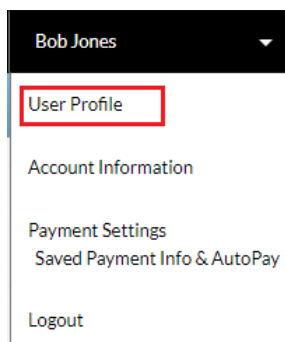 Bob Jones
User Profile
Account Information
Payment Settings
Saved Payment Info & AutoPay
Logout